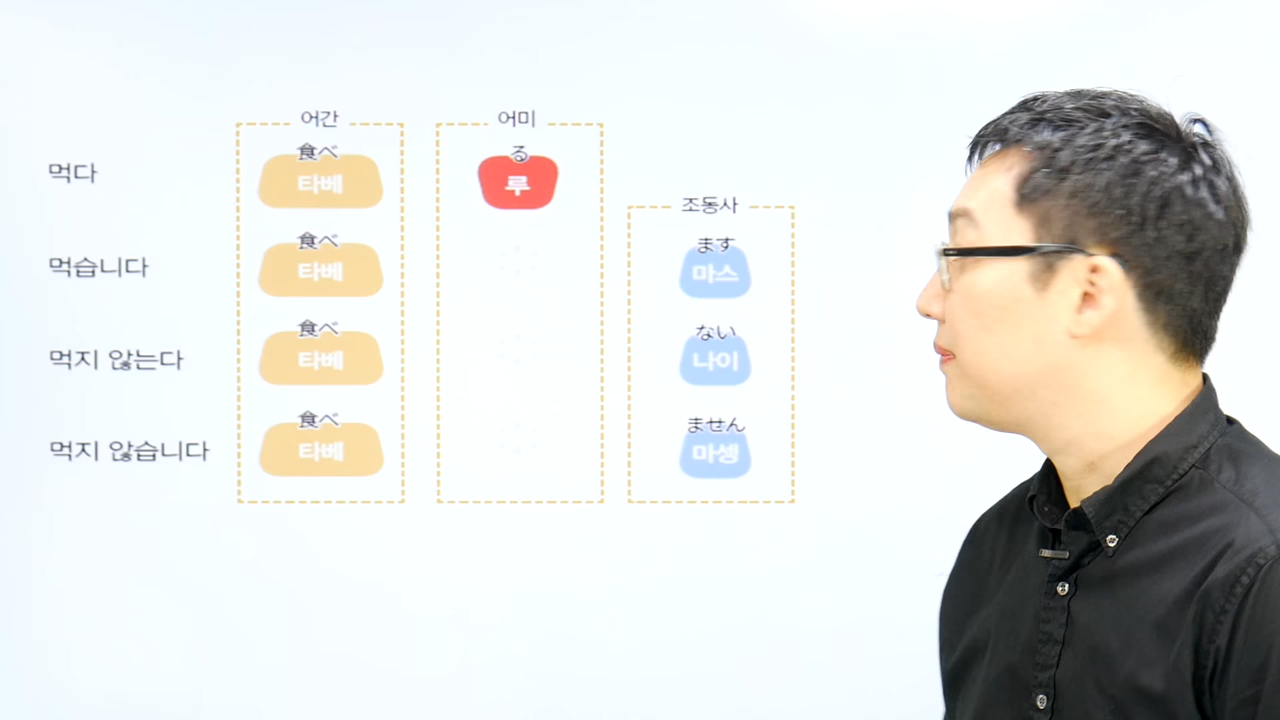 어간 어미
食べ る
먹다 타베 루
조동사
食べ ます
먹습니다 타베 마스
食べ ない
먹지 않는다 타베 나이
食べ ません
먹지 않습니다 타베 마셍